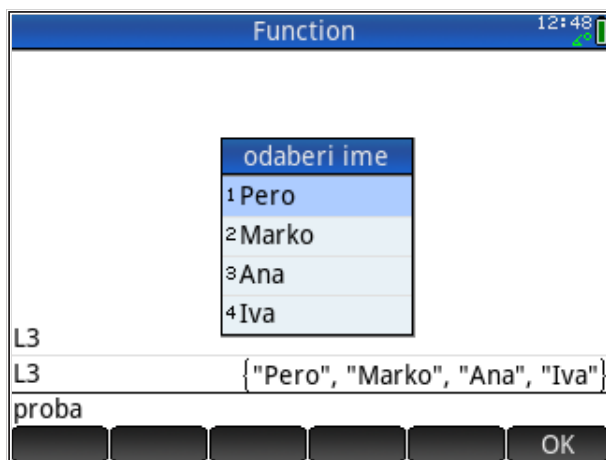 Function 12:48
odaberi ime
1 Pero
2 Marko
3 Ana
4 Iva
L3
L3 {"Pero", "Marko", "Ana", "Iva"}
proba
OK